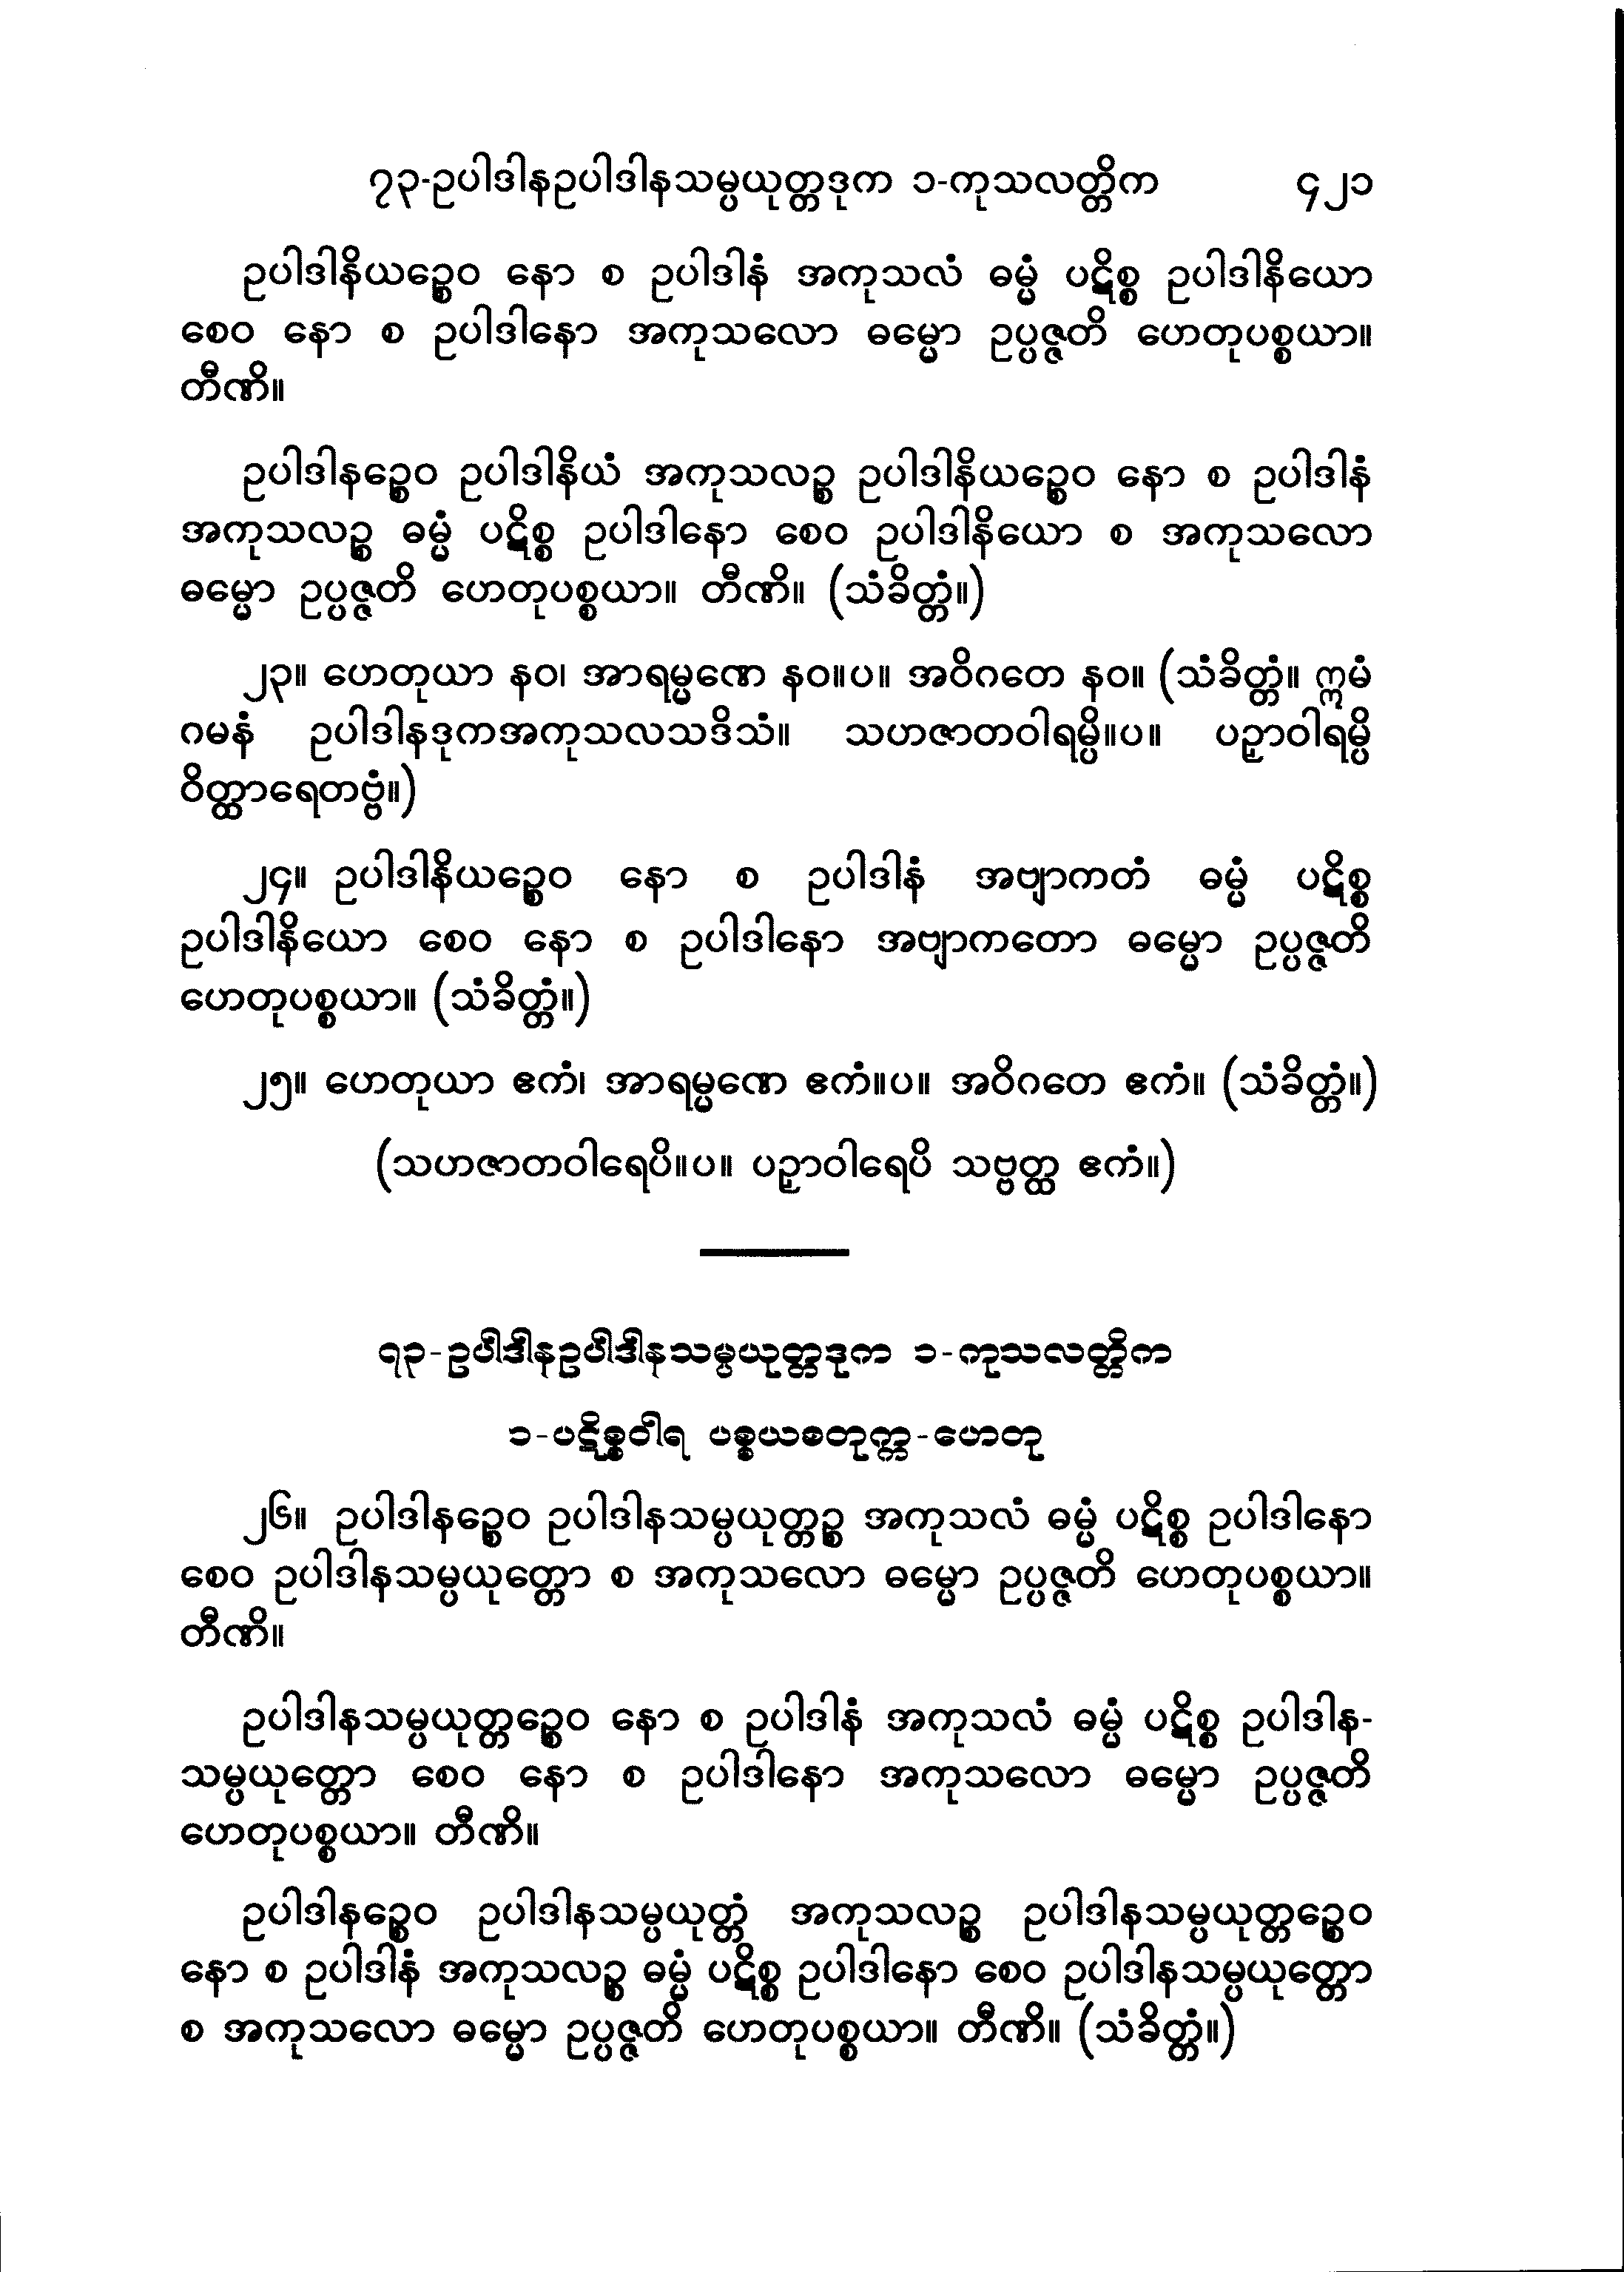 ၇၃-ဥပါဒါနဥပါဒါနသမ္ပယုတ္တဒုက ၁-ကုသလတ္တိက ၄၂၁
ဥပါဒါနိယဉ္စေဝ နော စ ဥပါဒါနံ အကုသလံ ဓမ္မံ ပဋိစ္စ ဥပါဒါနိယော
စေဝ နော စ ဥပါဒါနော အကုသလော ဓမ္မော ဥပ္ပဇ္ဇတိ ဟေတုပစ္စယာ။
တီဏိ။
ဥပါဒါနဉ္စေဝ ဥပါဒါနိယံ အကုသလဉ္စ ဥပါဒါနိယဉ္စေဝ နော စ ဥပါဒါနံ
အကုသလဉ္စ ဓမ္မံ ပဋိစ္စ ဥပါဒါနော စေဝ ဥပါဒါနိယော စ အကုသလော
ဓမ္မော ဥပ္ပဇ္ဇတိ ဟေတုပစ္စယာ။ တီဏိ။ (သံခိတ္တံ။)
၂၃။ ဟေတုယာ နဝ၊ အာရမ္မဏေ နဝ။ပ။ အဝိဂတေ နဝ။ (သံခိတ္တံ။ ဣမံ
ဂမနံ ဥပါဒါနဒုကအကုသလသဒိသံ။ သဟဇာတဝါရမ္ပိ။ပ။ ပဉှာဝါရမ္ပိ
ဝိတ္ထာရေတဗ္ဗံ။)
၂၄။ ဥပါဒါနိယဉ္စေဝ နော စ ဥပါဒါနံ အဗျာကတံ ဓမ္မံ ပဋိစ္စ
ဥပါဒါနိယော စေဝ နော စ ဥပါဒါနော အဗျာကတော ဓမ္မော ဥပ္ပဇ္ဇတိ
ဟေတုပစ္စယာ။ (သံခိတ္တံ။)
၂၅။ ဟေတုယာ ဧကံ၊ အာရမ္မဏေ ဧကံ။ပ။ အဝိဂတေ ဧကံ။ (သံခိတ္တံ။)
(သဟဇာတဝါရေပိ။ပ။ ပဉှာဝါရေပိ သဗ္ဗတ္ထ ဧကံ။)
၇၃-ဥပါဒါနဥပါဒါနသမ္ပယုတ္တဒုက ၁-ကုသလတ္တိက
၁-ပဋိစ္စဝါရ ပစ္စယစတုက္က-ဟေတု
၂၆။ ဥပါဒါနဉ္စေဝ ဥပါဒါနသမ္ပယုတ္တဉ္စ အကုသလံ ဓမ္မံ ပဋိစ္စ ဥပါဒါနော
စေဝ ဥပါဒါနသမ္ပယုတ္တော စ အကုသလော ဓမ္မော ဥပ္ပဇ္ဇတိ ဟေတုပစ္စယာ။
တီဏိ။
ဥပါဒါနသမ္ပယုတ္တဉ္စေဝ နော စ ဥပါဒါနံ အကုသလံ ဓမ္မံ ပဋိစ္စ ဥပါဒါန-
သမ္ပယုတ္တော စေဝ နော စ ဥပါဒါနော အကုသလော ဓမ္မော ဥပ္ပဇ္ဇတိ
ဟေတုပစ္စယာ။ တီဏိ။
ဥပါဒါနဉ္စေဝ ဥပါဒါနသမ္ပယုတ္တံ အကုသလဉ္စ ဥပါဒါနသမ္ပယုတ္တဉ္စေဝ
နော စ ဥပါဒါနံ အကုသလဉ္စ ဓမ္မံ ပဋိစ္စ ဥပါဒါနော စေဝ ဥပါဒါနသမ္ပယုတ္တော
စ အကုသလော ဓမ္မော ဥပ္ပဇ္ဇတိ ဟေတုပစ္စယာ။ တီဏိ။ (သံခိတ္တံ။)